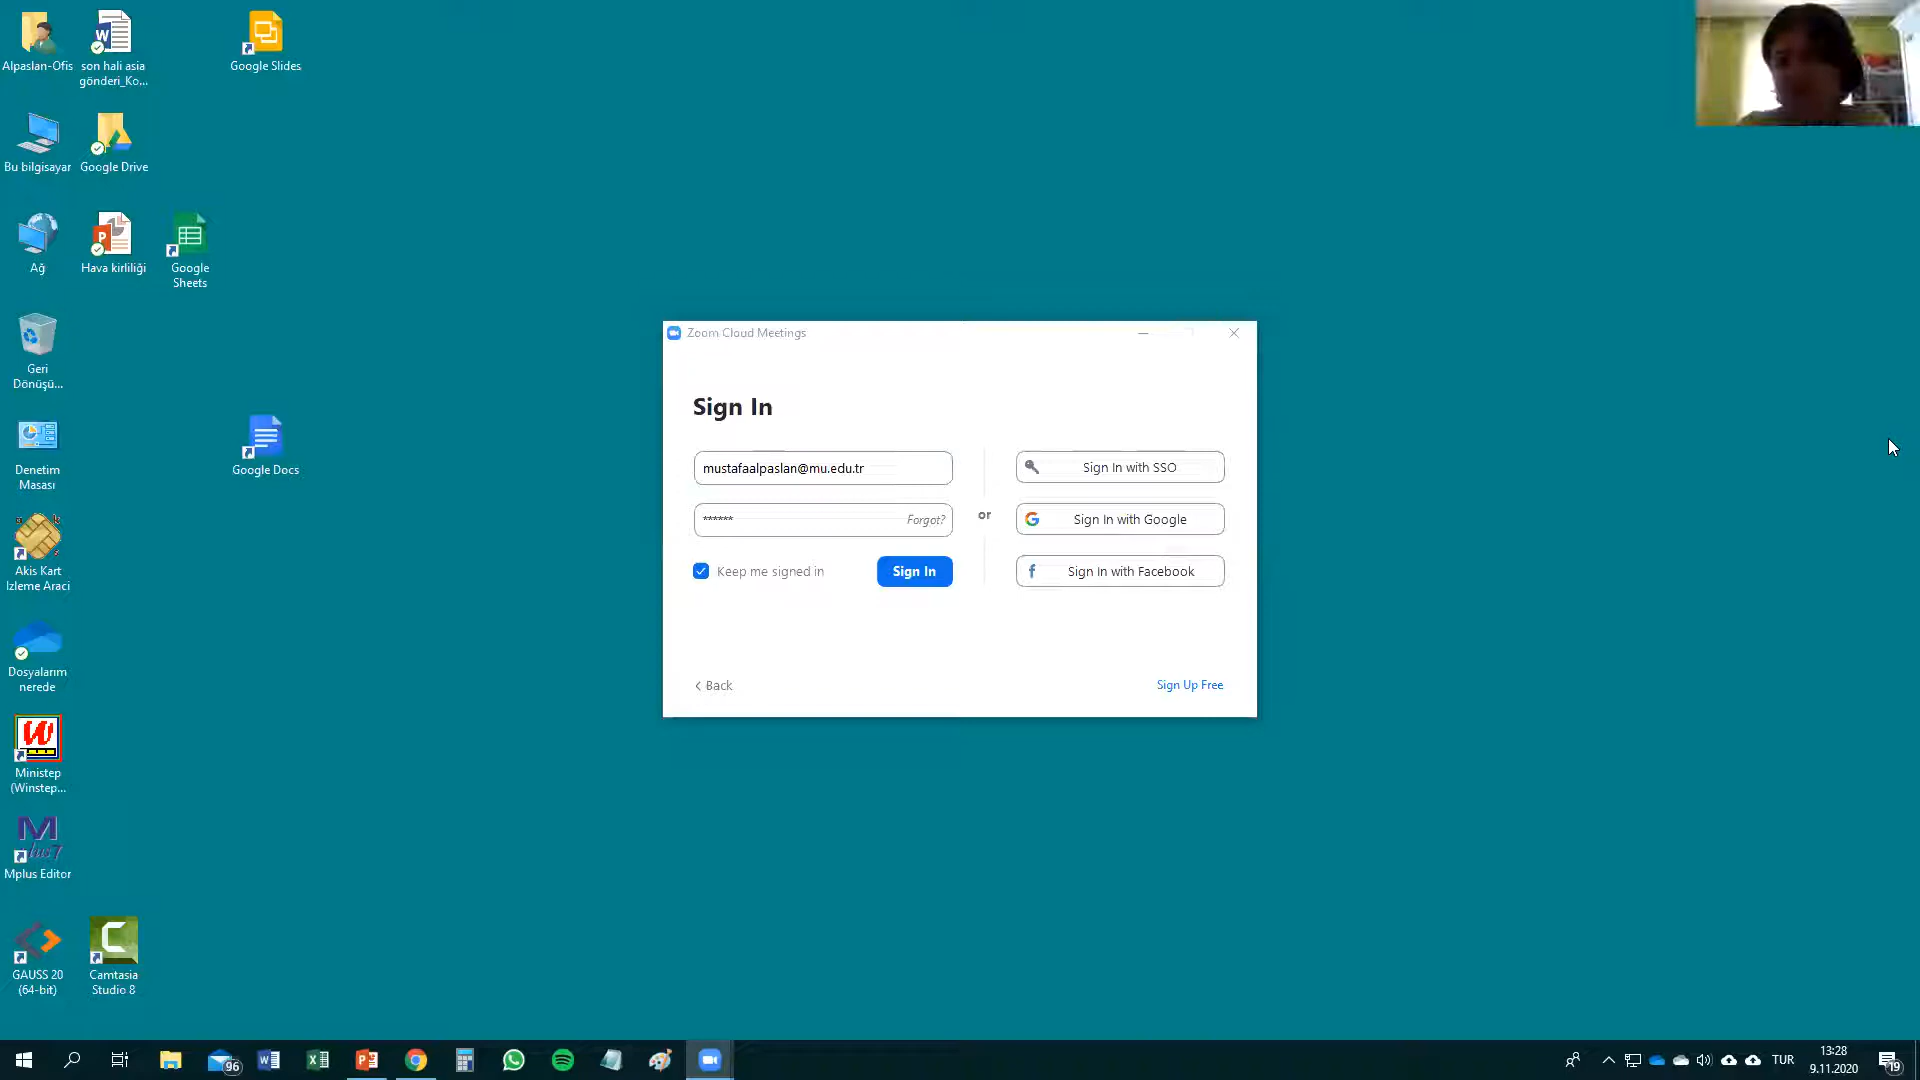 Alpaslan-Ofis
son hali asia
gönderi_Ko...
Google Slides
Bu bilgisayar
Google Drive
Ağ
Hava kirliliği
Google
Sheets
Geri
Dönüşü...
Google Docs
Denetim
Masası
Akis Kart
Izleme Araci
Dosyalarım
nerede
Ministep
(Winstep...
Mplus Editor
GAUSS 20
(64-bit)
Camtasia
Studio 8
Zoom Cloud Meetings
Sign In
mustafaalpaslan@mu.edu.tr
****** Forgot?
Keep me signed in
Sign In
or
Sign In with SSO
Sign In with Google
Sign In with Facebook
Back
Sign Up Free
96
TUR
13:28
9.11.2020
19